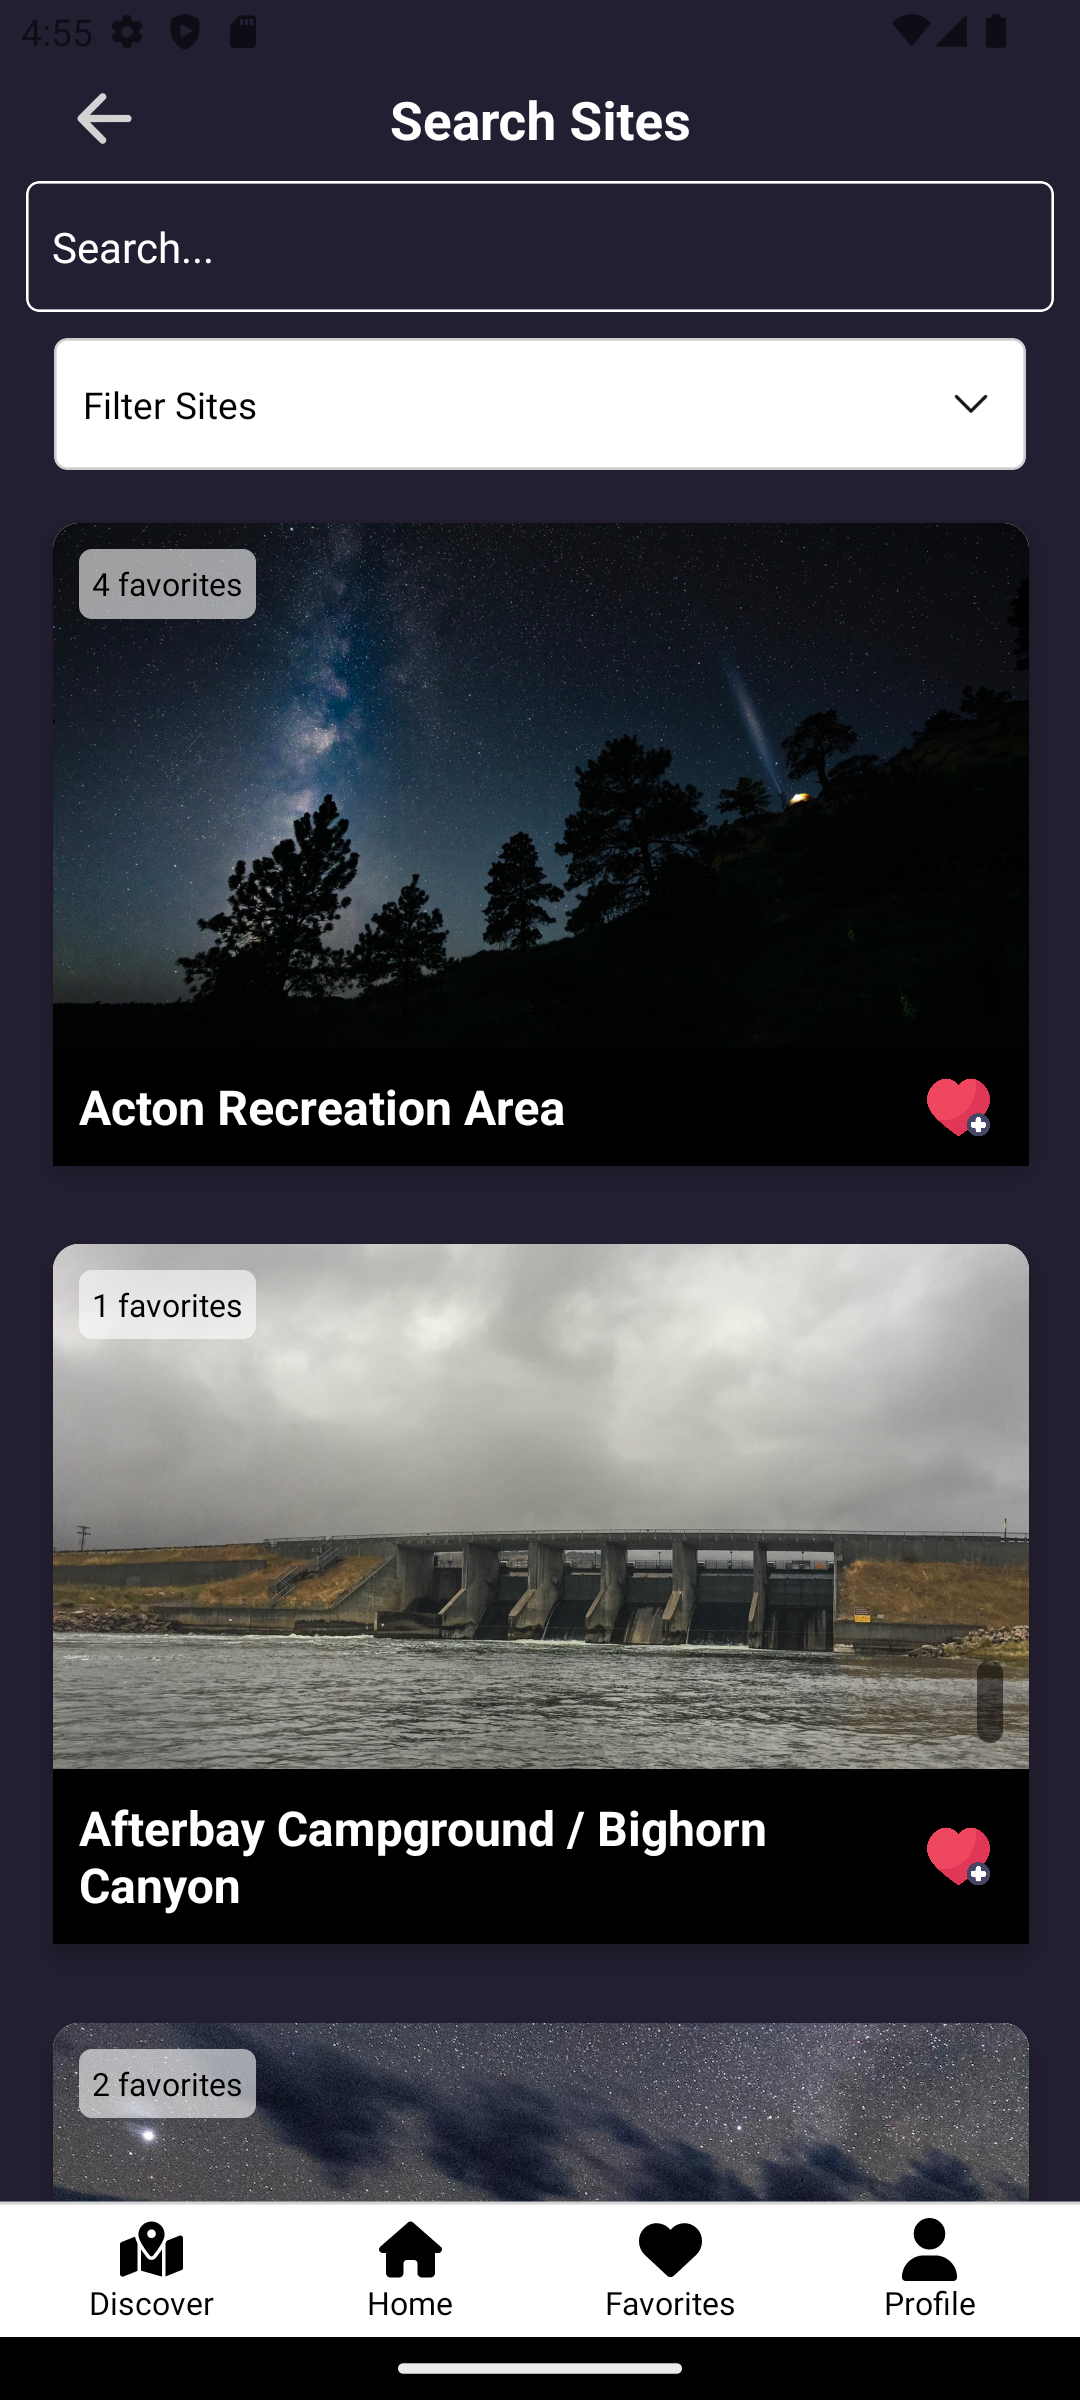 4:55
Search Sites
Search...
Filter Sites
4 favorites
Acton Recreation Area
1 favorites
Afterbay Campground / Bighorn
Canyon
2 favorites
Discover
Home
Favorites
Profile